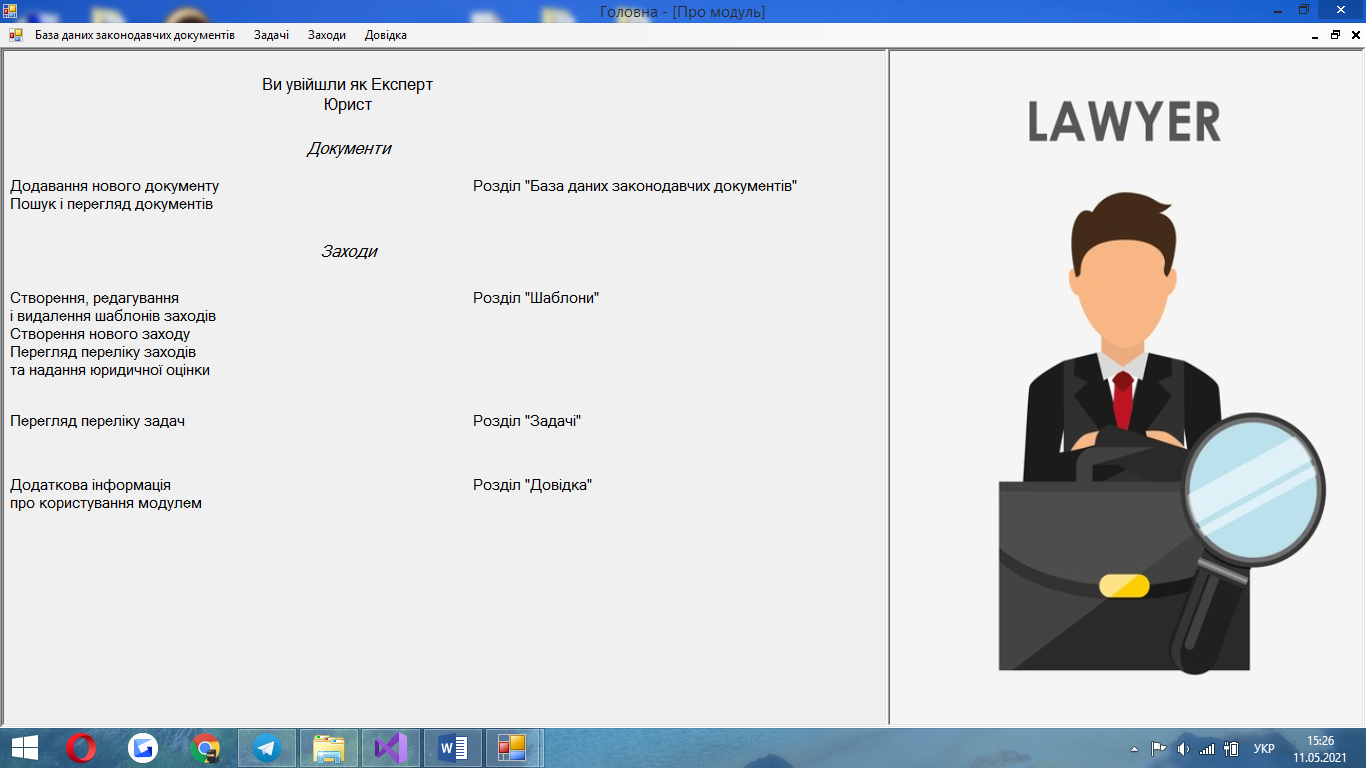 Головна - [Про модуль]
База даних законодавчих документів Задачі Заходи Довідка
Ви увійшли як Експерт
Юрист
Документи
Додавання нового документу Розділ "База даних законодавчих документів"
Пошук і перегляд документів
Заходи
Створення, редагування Розділ "Шаблони"
і видалення шаблонів заходів
Створення нового заходу
Перегляд переліку заходів
та надання юридичної оцінки
Перегляд переліку задач Розділ "Задачі"
Додаткова інформація Розділ "Довідка"
про користування модулем
LAWYER
УКР
15:26
11.05.2021